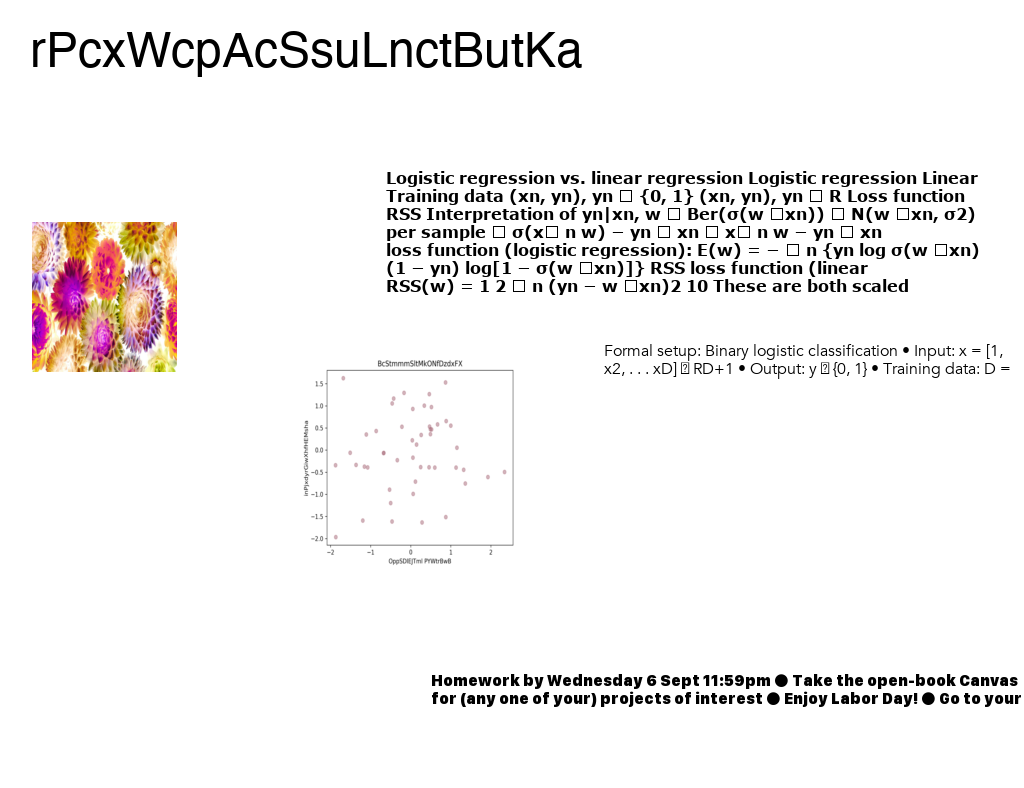 rPcxWcpAcSsuLnctButKa
Logistic regression vs. linear regression Logistic regression Linear
Training data (xn, yn), yn □ {0, 1} (xn, yn), yn □ R Loss function
RSS Interpretation of yn|xn, w □ Ber(σ(w □xn)) □ N(w □xn, σ2)
per sample □ σ(x□ n w) − yn □ xn □ x□ n w − yn □ xn
loss function (logistic regression): E(w) = − □ n {yn log σ(w □xn)
(1 − yn) log[1 − σ(w □xn)]} RSS loss function (linear
RSS(w) = 1 2 □ n (yn − w □xn)2 10 These are both scaled
Formal setup: Binary logistic classification • Input: x = [1,
x2, . . . xD] □ RD+1 • Output: y □ {0, 1} • Training data: D =
BcStmmmSltMkONfDzdxFX
1.5
1.0
0.5
0.0
−0.5
−1.0
−1.5
−2.0
−2 −1 0 1 2
OppSDlEJTml PYWtrBwB
Homework by Wednesday 6 Sept 11:59pm ● Take the open-book Canvas
for (any one of your) projects of interest ● Enjoy Labor Day! ● Go to your